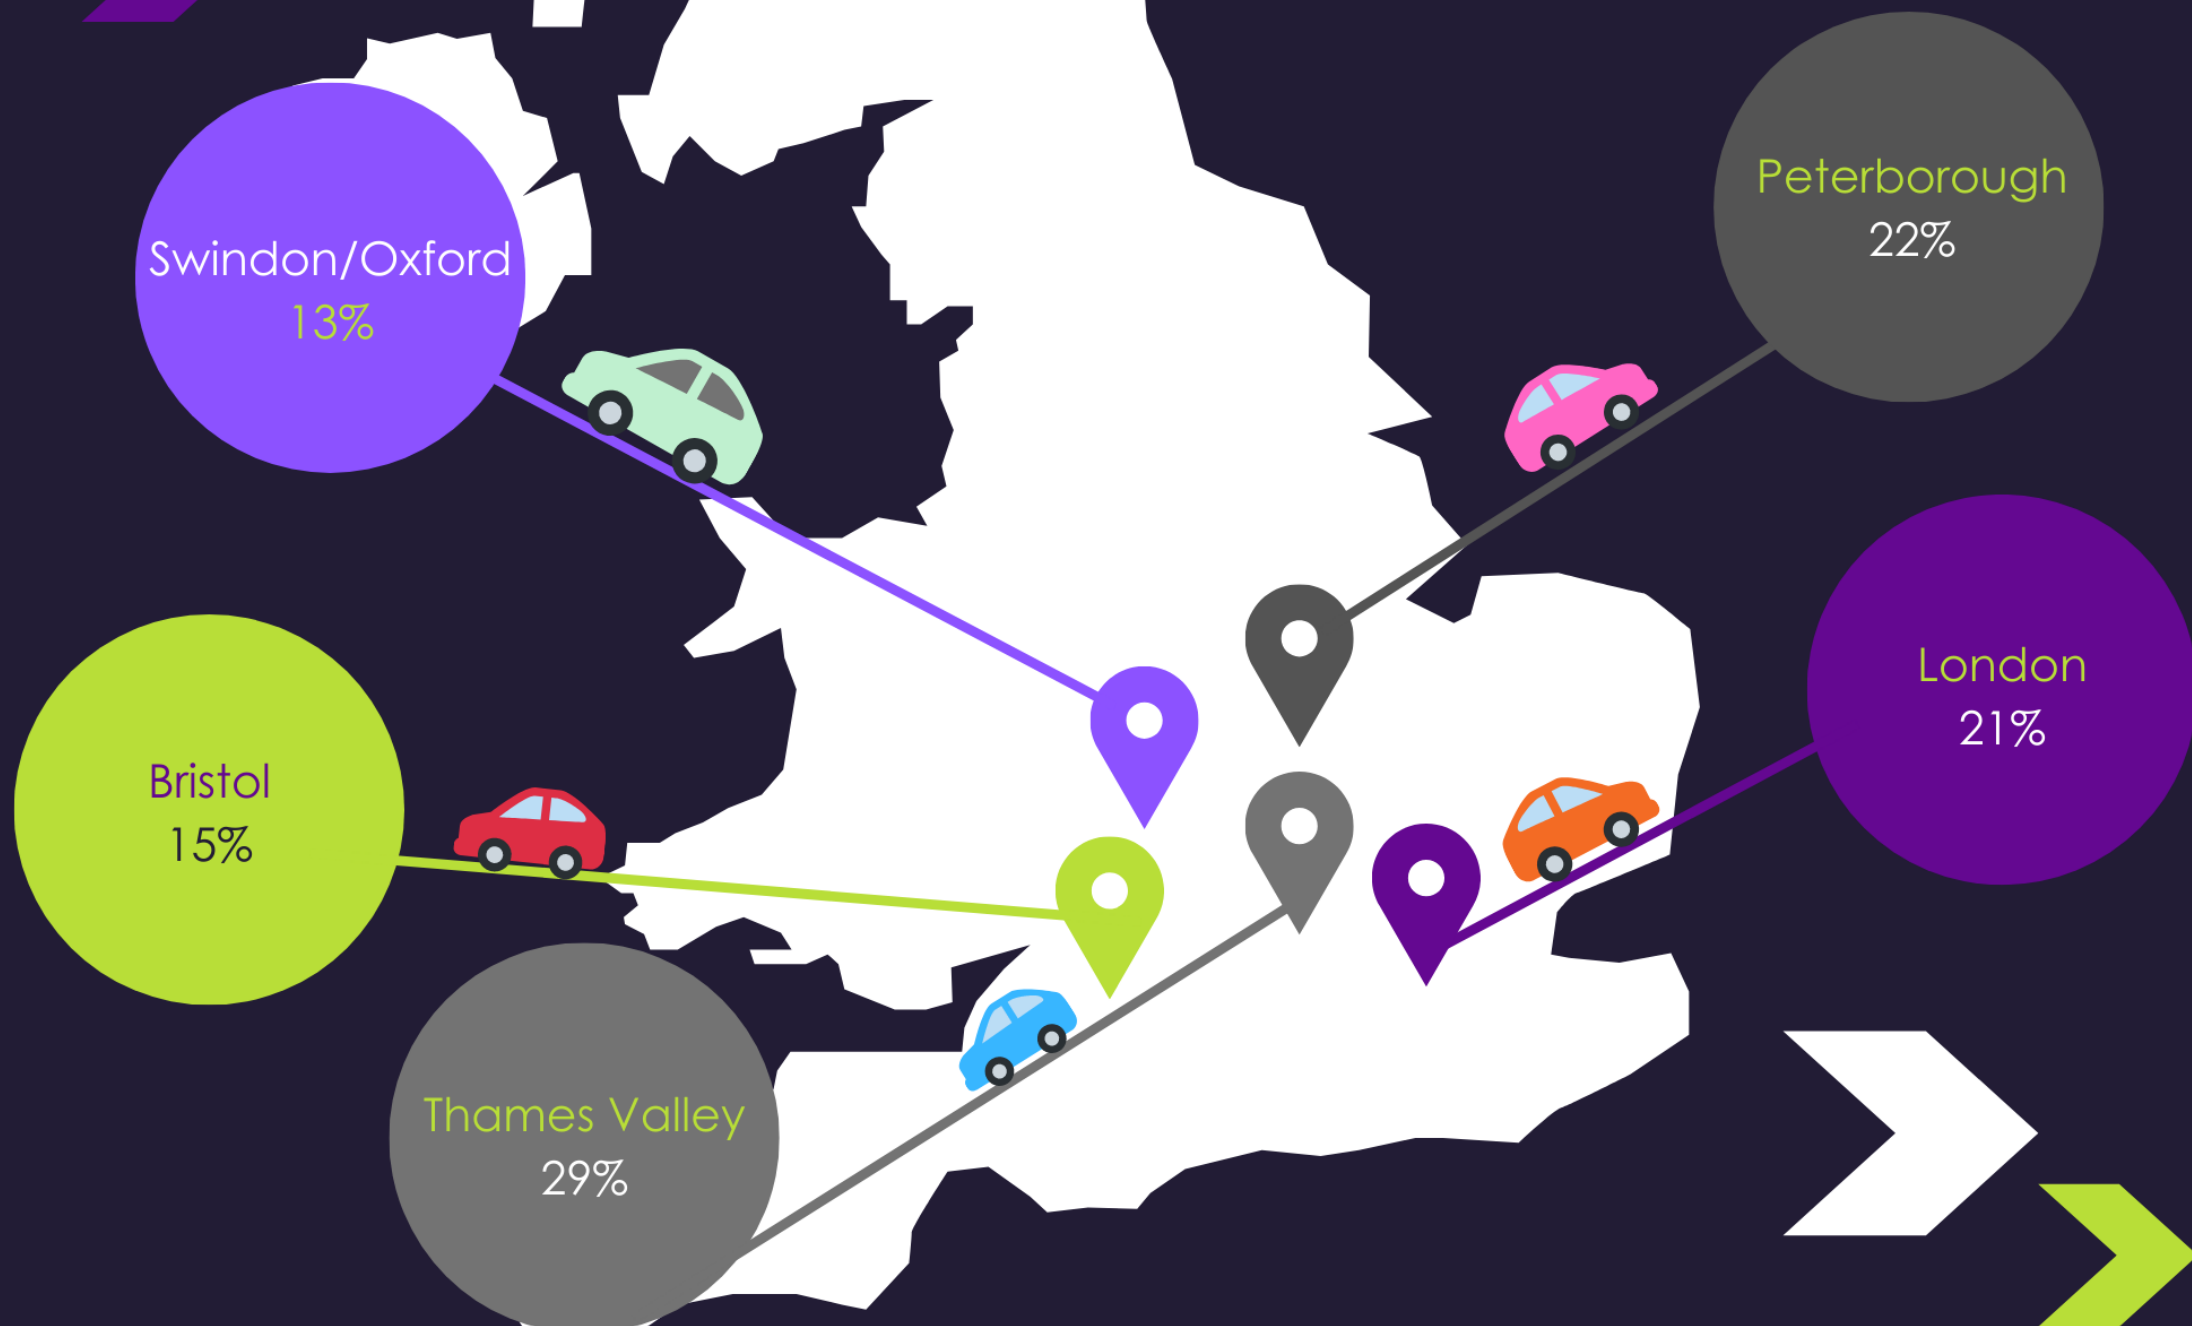 Swindon/Oxford
13%
Peterborough
22%
Bristol
15%
London
21%
Thames Valley
29%